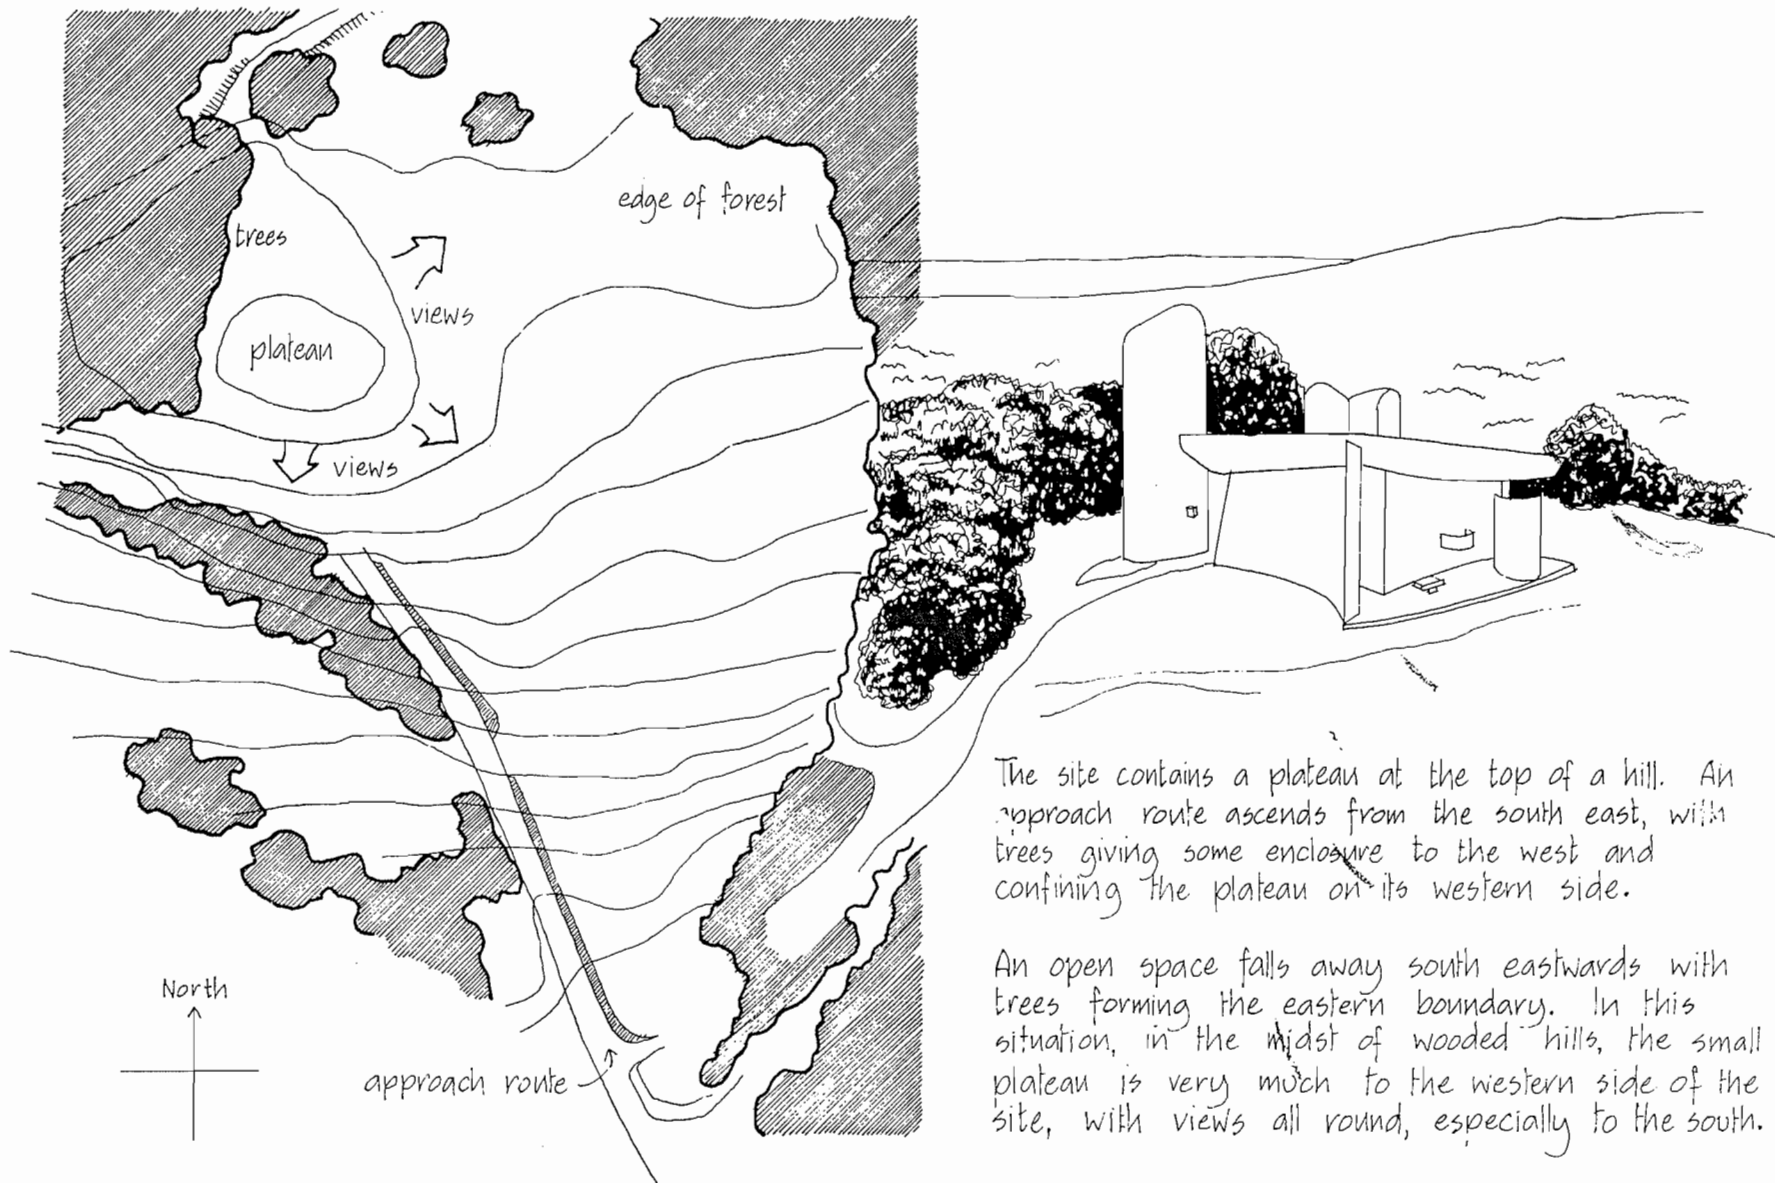 edge of forest
trees
views
plateau
views
North
approach route
The site contains a plateau at the top of a hill. An
approach route ascends from the south east, with
trees giving some enclosure to the west and
confining the plateau on its western side.
An open space falls away south eastwards with
trees forming the eastern boundary. In this
situation, in the midst of wooded hills, the small
plateau is very much to the western side of the
site, with views all round, especially to the south.